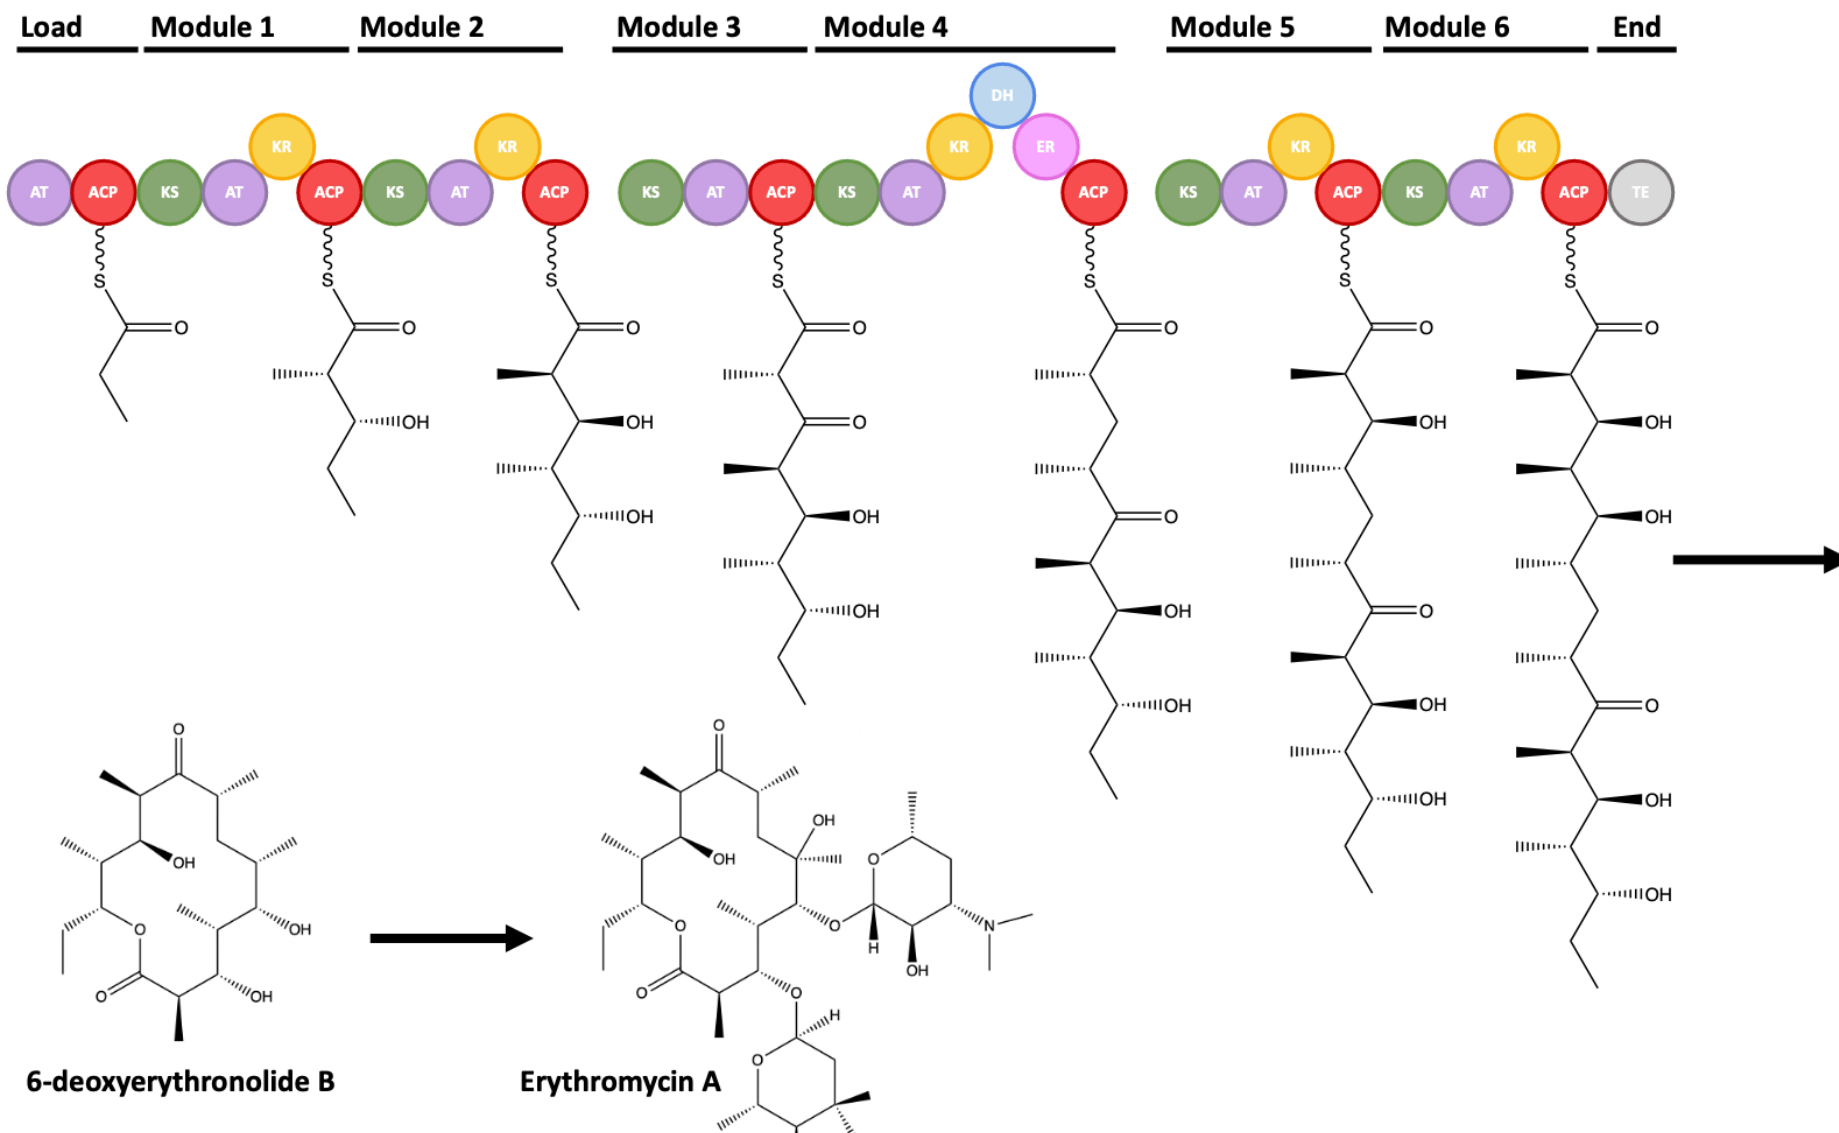 Load Module 1 Module 2 Module 3 Module 4 Module 5 Module 6 End
DH
KR KR KR ER KR KR
AT ACP KS AT ACP KS AT ACP KS AT ACP KS AT ACP KS AT ACP KS AT ACP TE
S S S S S S S
O O O O O O O
OH OH O OH OH
OH OH O OH
OH OH O
O O OH OH O
OH
O OH OH OH
OH O
OH
O OH O N
H
O OH OH
O OH O O
H
O
6-deoxyerythronolide B Erythromycin A